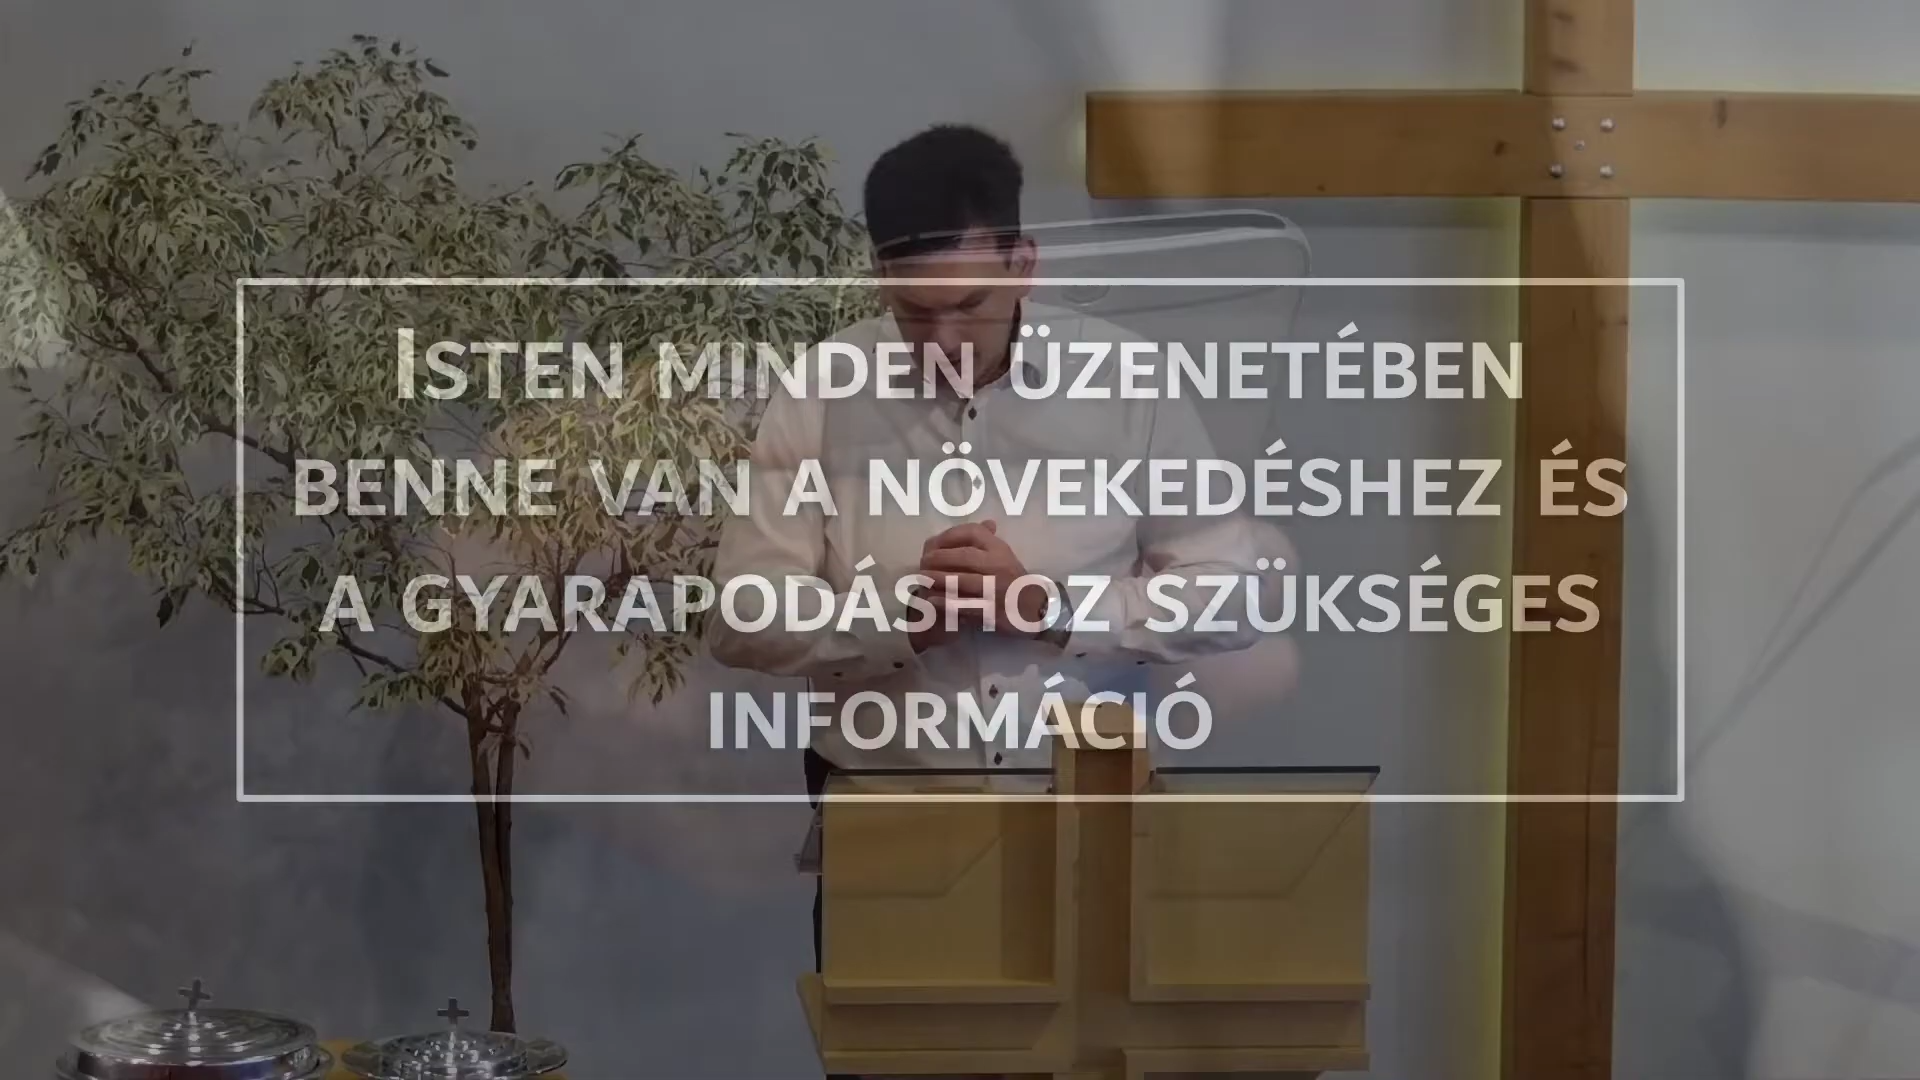 Isten minden üzenetében
benne van a növekedéshez és
a gyarapodáshoz szükséges
információ